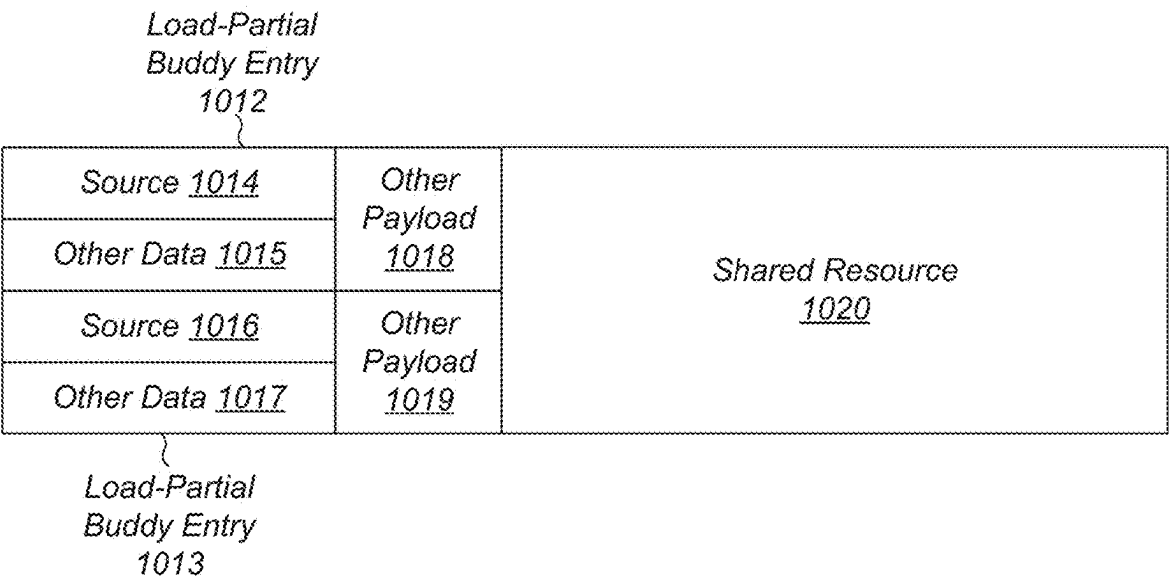 Load-Partial
Buddy Entry
1012
Source 1014
Other Data 1015
Source 1016
Other Data 1017
Other
Payload
1018
Other
Payload
1019
Shared Resource
1020
Load-Partial
Buddy Entry
1013